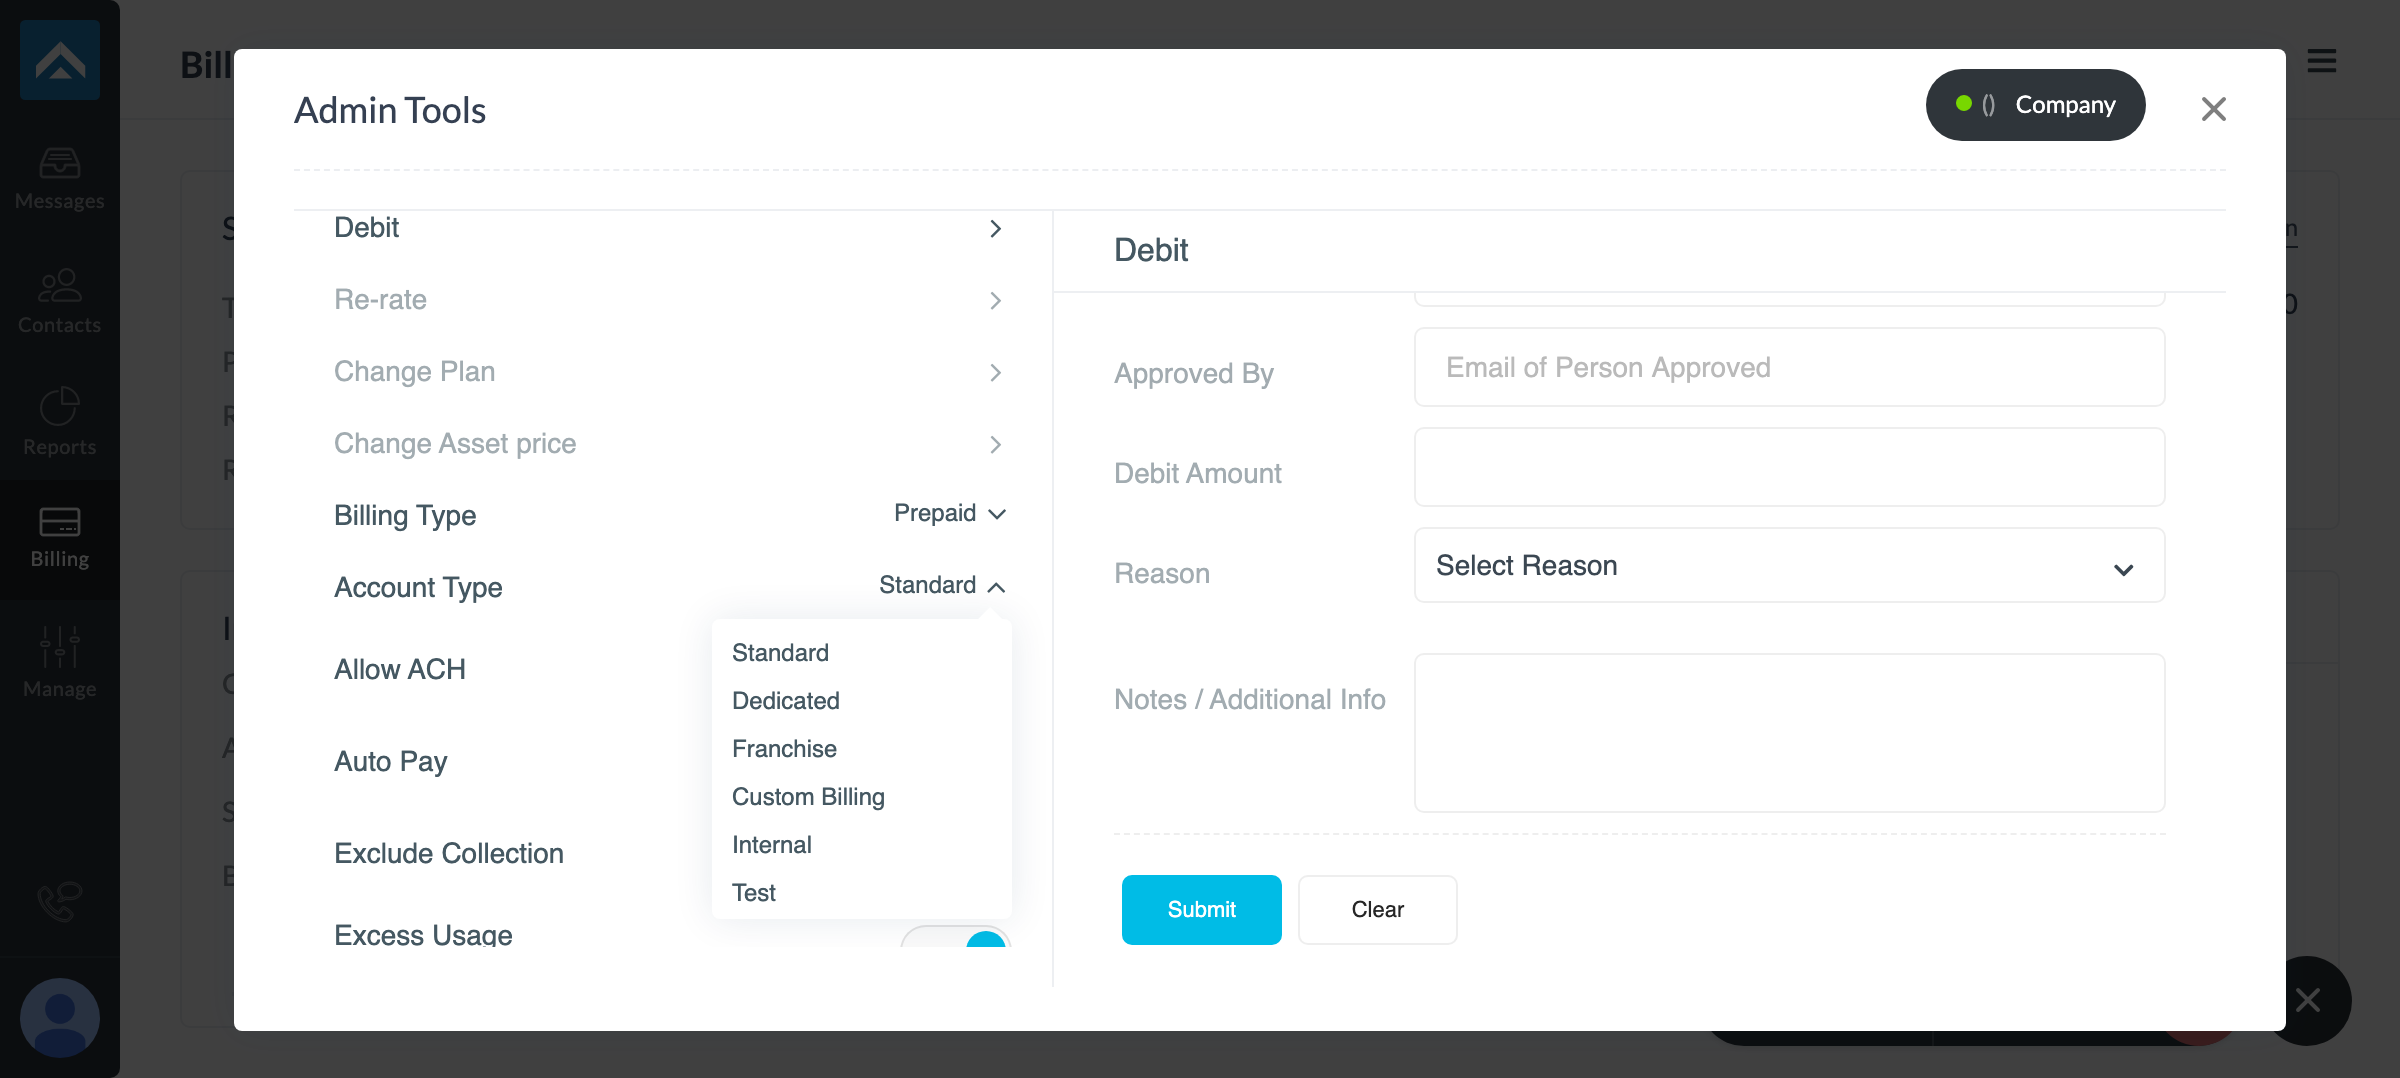 Bill
Messages
Contacts
Reports
Billing
Manage
Admin Tools
() Company
Debit
Re-rate
Change Plan
Change Asset price
Billing Type Prepaid
Account Type Standard
Standard
Dedicated
Franchise
Custom Billing
Internal
Test
Allow ACH
Auto Pay
Exclude Collection
Excess Usage
Debit
Approved By Email of Person Approved
Debit Amount
Reason Select Reason
Notes / Additional Info
Submit Clear